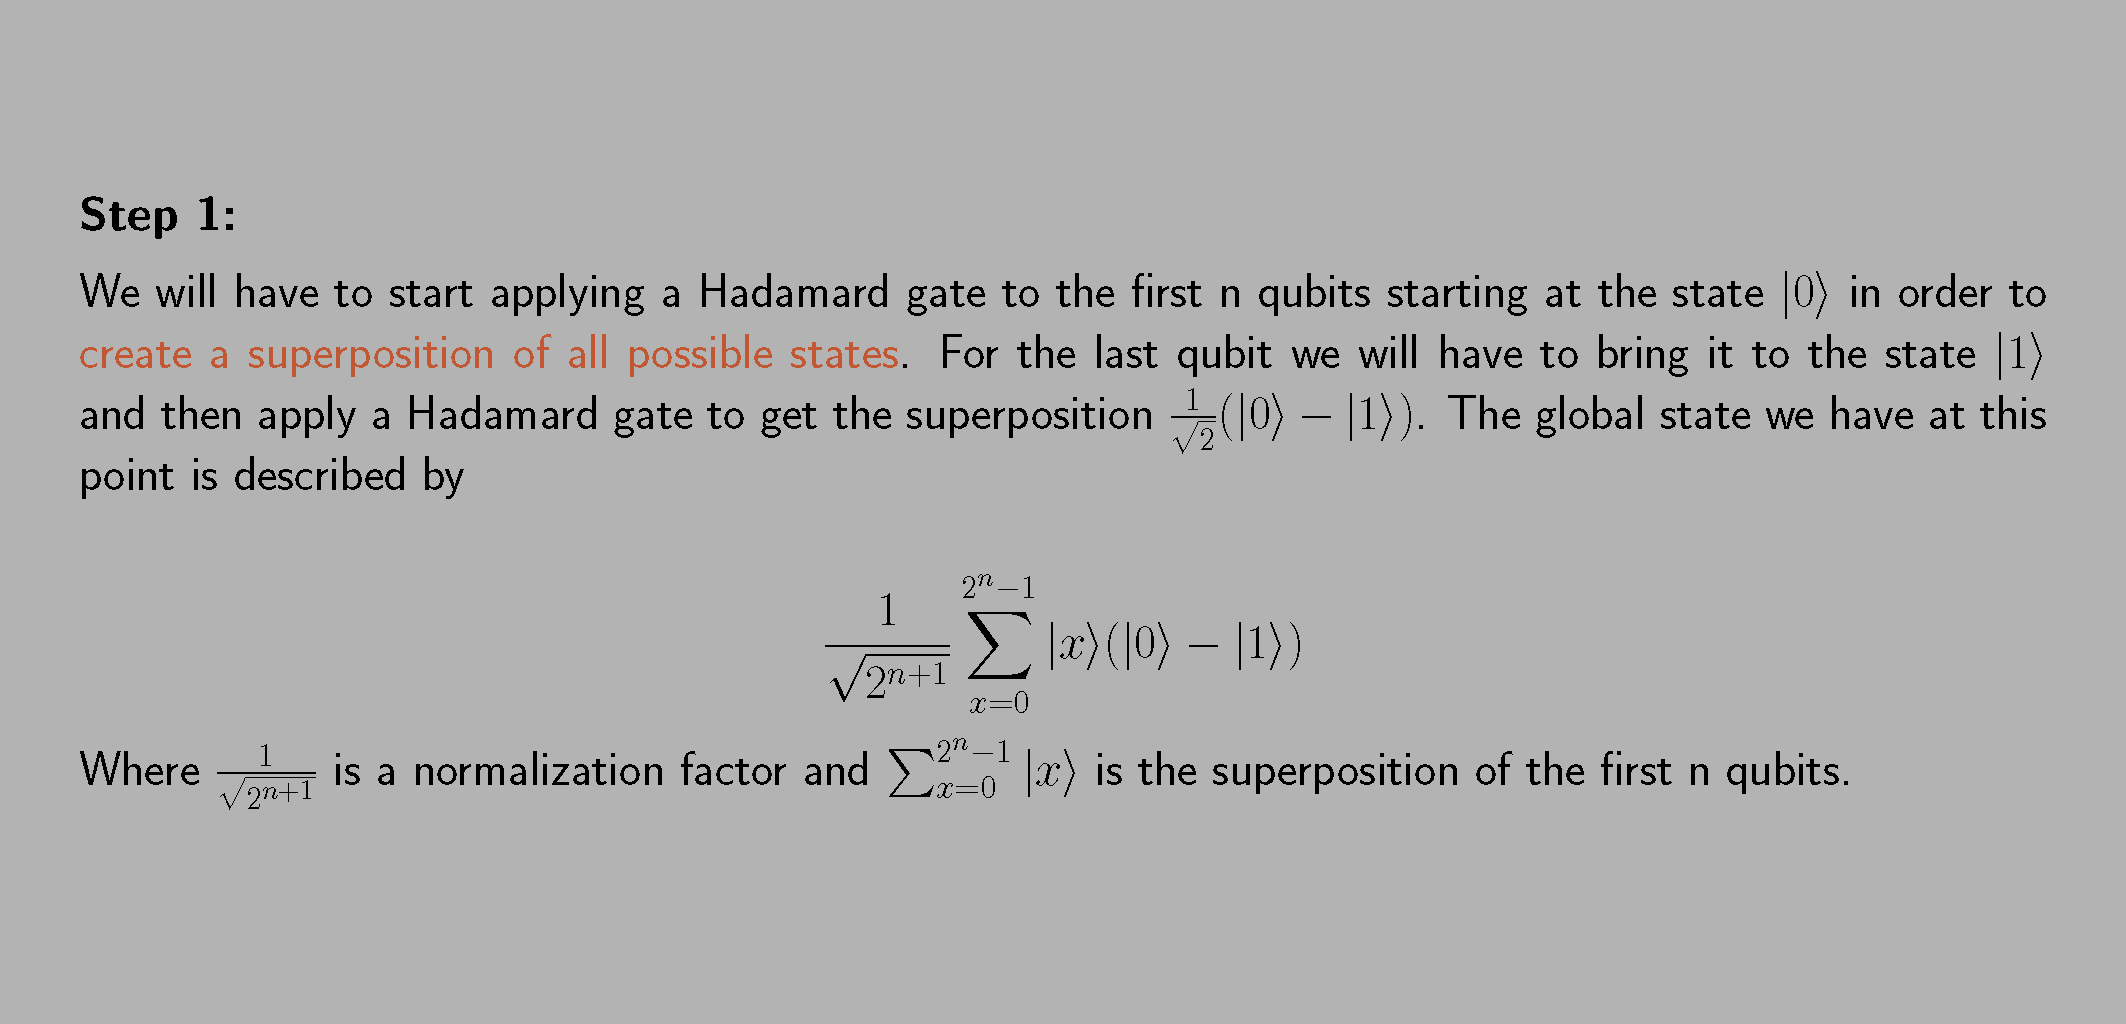 Step 1:
We will have to start applying a Hadamard gate to the first n qubits starting at the state |0⟩ in order to
create a superposition of all possible states. For the last qubit we will have to bring it to the state |1⟩
and then apply a Hadamard gate to get the superposition $\frac{1}{\sqrt{2}}(|0\rangle - |1\rangle)$. The global state we have at this
point is described by
$\frac{1}{\sqrt{2^{n+1}}} \sum_{x=0}^{2^n-1} |x\rangle(|0\rangle - |1\rangle)$
Where $\frac{1}{\sqrt{2^{n+1}}}$ is a normalization factor and $\sum_{x=0}^{2^n-1} |x\rangle$ is the superposition of the first n qubits.